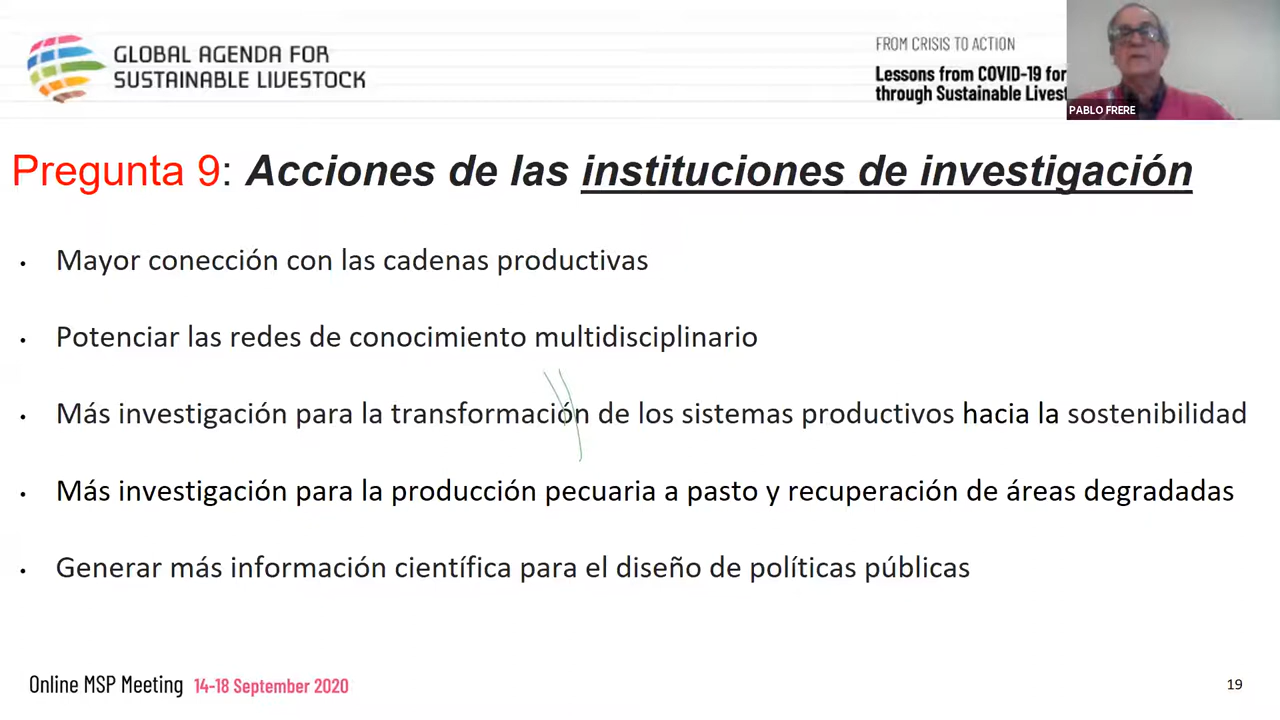 GLOBAL AGENDA FOR
SUSTAINABLE LIVESTOCK
FROM CRISIS TO ACTION
Lessons from COVID-19 for
through Sustainable
PABLO FRERE
Pregunta 9: Acciones de las instituciones de investigación
• Mayor conección con las cadenas productivas
• Potenciar las redes de conocimiento multidisciplinario
• Más investigación para la transformación de los sistemas productivos hacia la sostenibilidad
• Más investigación para la producción pecuaria a pasto y recuperación de áreas degradadas
• Generar más información científica para el diseño de políticas públicas
Online MSP Meeting 14-18 September 2020
19